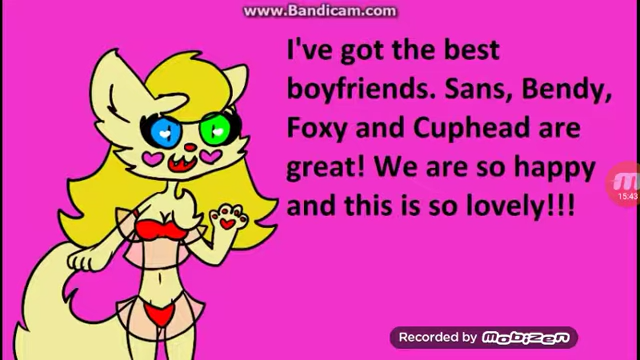 www.Bandicam.com
I've got the best
boyfriends. Sans, Bendy,
Foxy and Cuphead are
great! We are so happy
and this is so lovely!!!
15:43
Recorded by MOBIZEN